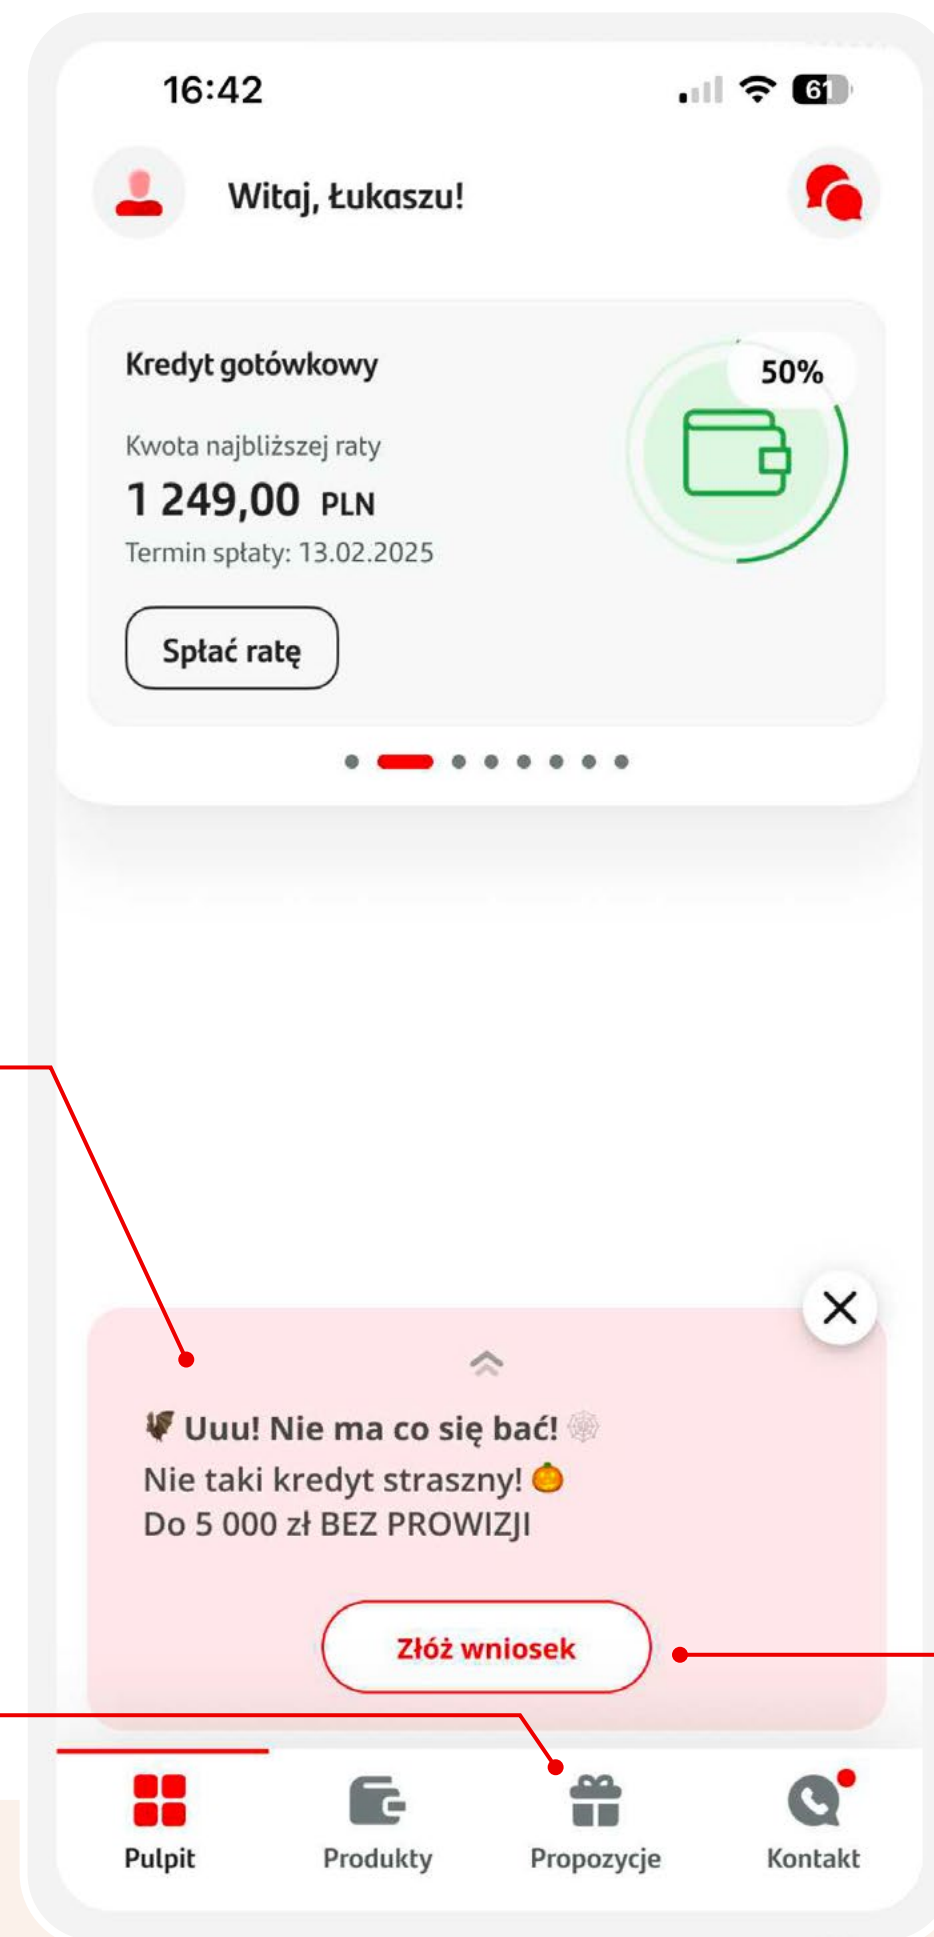 16:42
61
Witaj, Łukaszu!
Kredyt gotówkowy
50%
Kwota najbliższej raty
1 249,00 PLN
Termin spłaty: 13.02.2025
Spłać ratę
🦇 Uuu! Nie ma co się bać! 🕸️
Nie taki kredyt straszny! 🎃
Do 5 000 zł BEZ PROWIZJI
Złóż wniosek
Pulpit Produkty Propozycje Kontakt